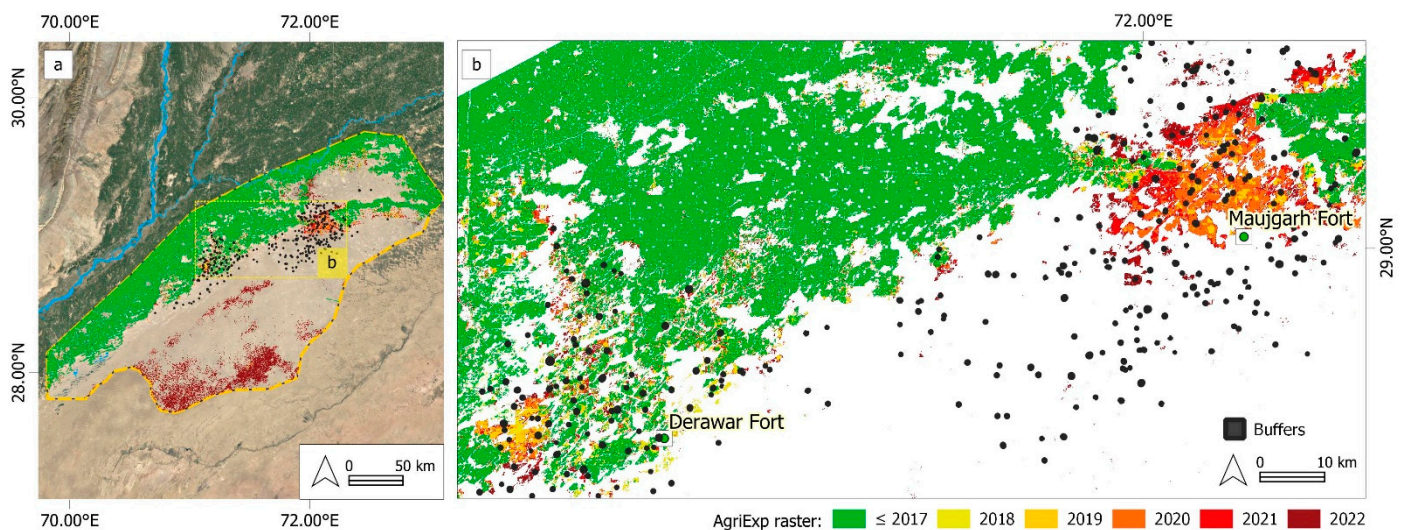 70.00°E
72.00°E
72.00°E
a
b
30.00°N
28.00°N
b
Maujgarh Fort
29.00°N
Derawar Fort
Buffers
0 50 km
0 10 km
70.00°E
72.00°E
AgriExp raster: ≤ 2017 2018 2019 2020 2021 2022